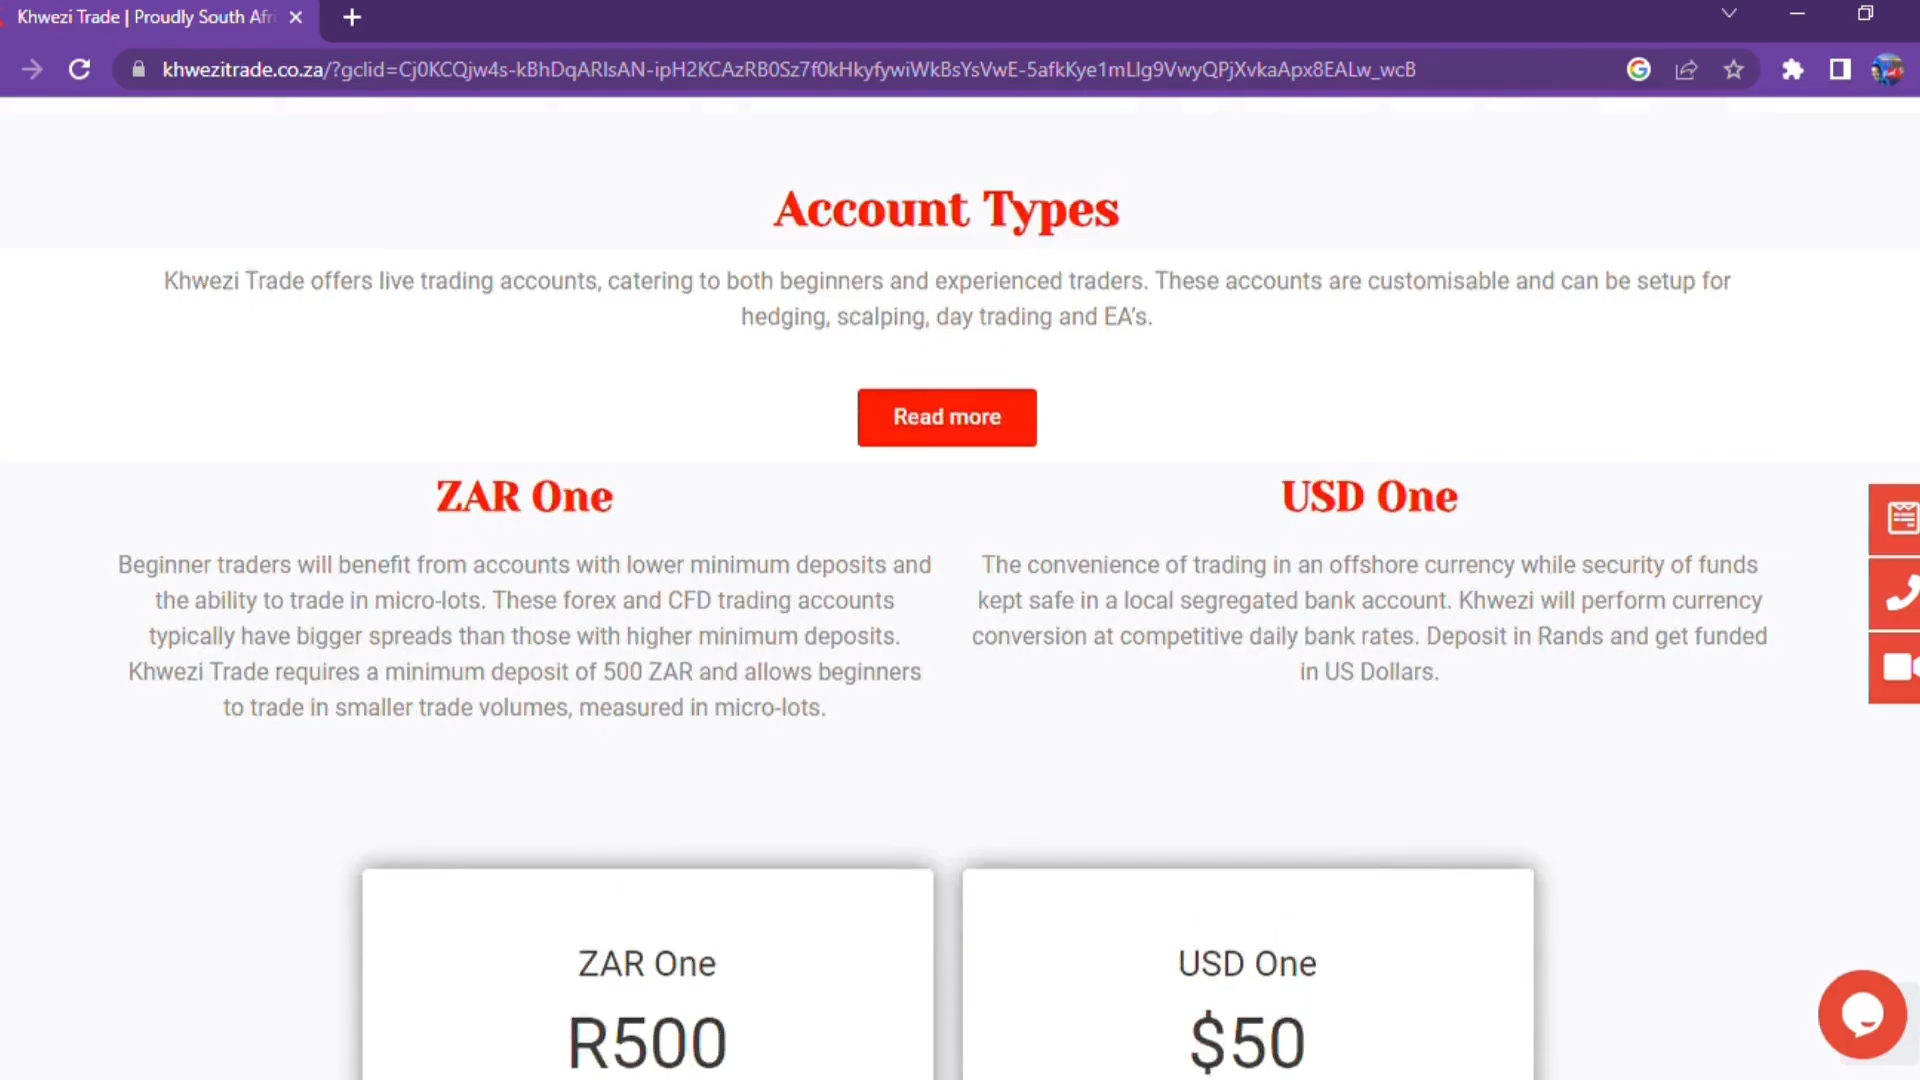 Khwezi Trade | Proudly South Afri
khwezitrade.co.za/?gclid=Cj0KCQjw4s-kBhDqARIsAN-ipH2KCAzRB0Sz7f0kHkyfywiWkBsYsVwE-5afkKye1mLlg9VwyQPjXvkaApx8EALw_wcB
Account Types
Khwezi Trade offers live trading accounts, catering to both beginners and experienced traders. These accounts are customisable and can be setup for
hedging, scalping, day trading and EA's.
Read more
ZAR One
Beginner traders will benefit from accounts with lower minimum deposits and
the ability to trade in micro-lots. These forex and CFD trading accounts
typically have bigger spreads than those with higher minimum deposits.
Khwezi Trade requires a minimum deposit of 500 ZAR and allows beginners
to trade in smaller trade volumes, measured in micro-lots.
USD One
The convenience of trading in an offshore currency while security of funds
kept safe in a local segregated bank account. Khwezi will perform currency
conversion at competitive daily bank rates. Deposit in Rands and get funded
in US Dollars.
ZAR One
R500
USD One
$50